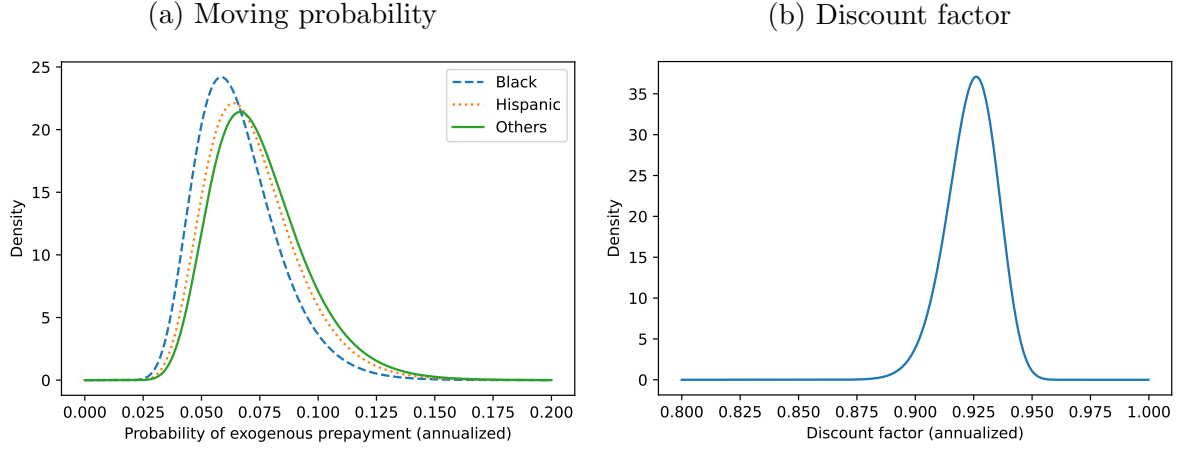 (a) Moving probability
25
20
15
10
5
0
Density
Black
Hispanic
Others
0.000 0.025 0.050 0.075 0.100 0.125 0.150 0.175 0.200
Probability of exogenous prepayment (annualized)
(b) Discount factor
35
30
25
20
15
10
5
0
Density
0.800 0.825 0.850 0.875 0.900 0.925 0.950 0.975 1.000
Discount factor (annualized)